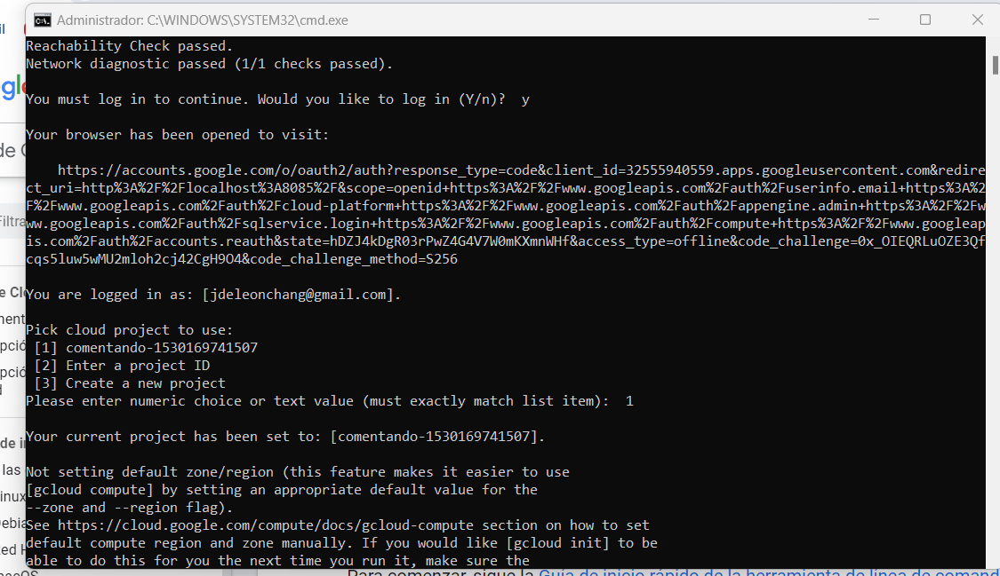 Administrador: C:\WINDOWS\SYSTEM32\cmd.exe
Reachability Check passed.
Network diagnostic passed (1/1 checks passed).
You must log in to continue. Would you like to log in (Y/n)?  y
Your browser has been opened to visit:
https://accounts.google.com/o/oauth2/auth?response_type=code&client_id=32555940559.apps.googleusercontent.com&redire
ct_uri=http%3A%2F%2Flocalhost%3A8085%2F&scope=openid+https%3A%2F%2Fwww.googleapis.com%2Fauth%2Fuserinfo.email+https%3A%2
F%2Fwww.googleapis.com%2Fauth%2Fcloud-platform+https%3A%2F%2Fwww.googleapis.com%2Fauth%2Fappengine.admin+https%3A%2F%2Fw
ww.googleapis.com%2Fauth%2Fsqlservice.login+https%3A%2F%2Fwww.googleapis.com%2Fauth%2Fcompute+https%3A%2F%2Fwww.googleap
is.com%2Fauth%2Faccounts.reauth&state=hDZJ4kDgR03rPwZ4G4V7W0mKXmnWHf&access_type=offline&code_challenge=0x_OIEQRLuOZE3Qf
cqs5luw5wMU2mloh2cj42CgH9O4&code_challenge_method=S256
You are logged in as: [jdeleonchang@gmail.com].
Pick cloud project to use:
[1] comentando-1530169741507
[2] Enter a project ID
[3] Create a new project
Please enter numeric choice or text value (must exactly match list item):  1
Your current project has been set to: [comentando-1530169741507].
Not setting default zone/region (this feature makes it easier to use
[gcloud compute] by setting an appropriate default value for the
--zone and --region flag).
See https://cloud.google.com/compute/docs/gcloud-compute section on how to set
default compute region and zone manually. If you would like [gcloud init] to be
able to do this for you the next time you run it, make sure the
Para comenzar, sigue la Guía de inicio rápido de la herramienta de línea de comand